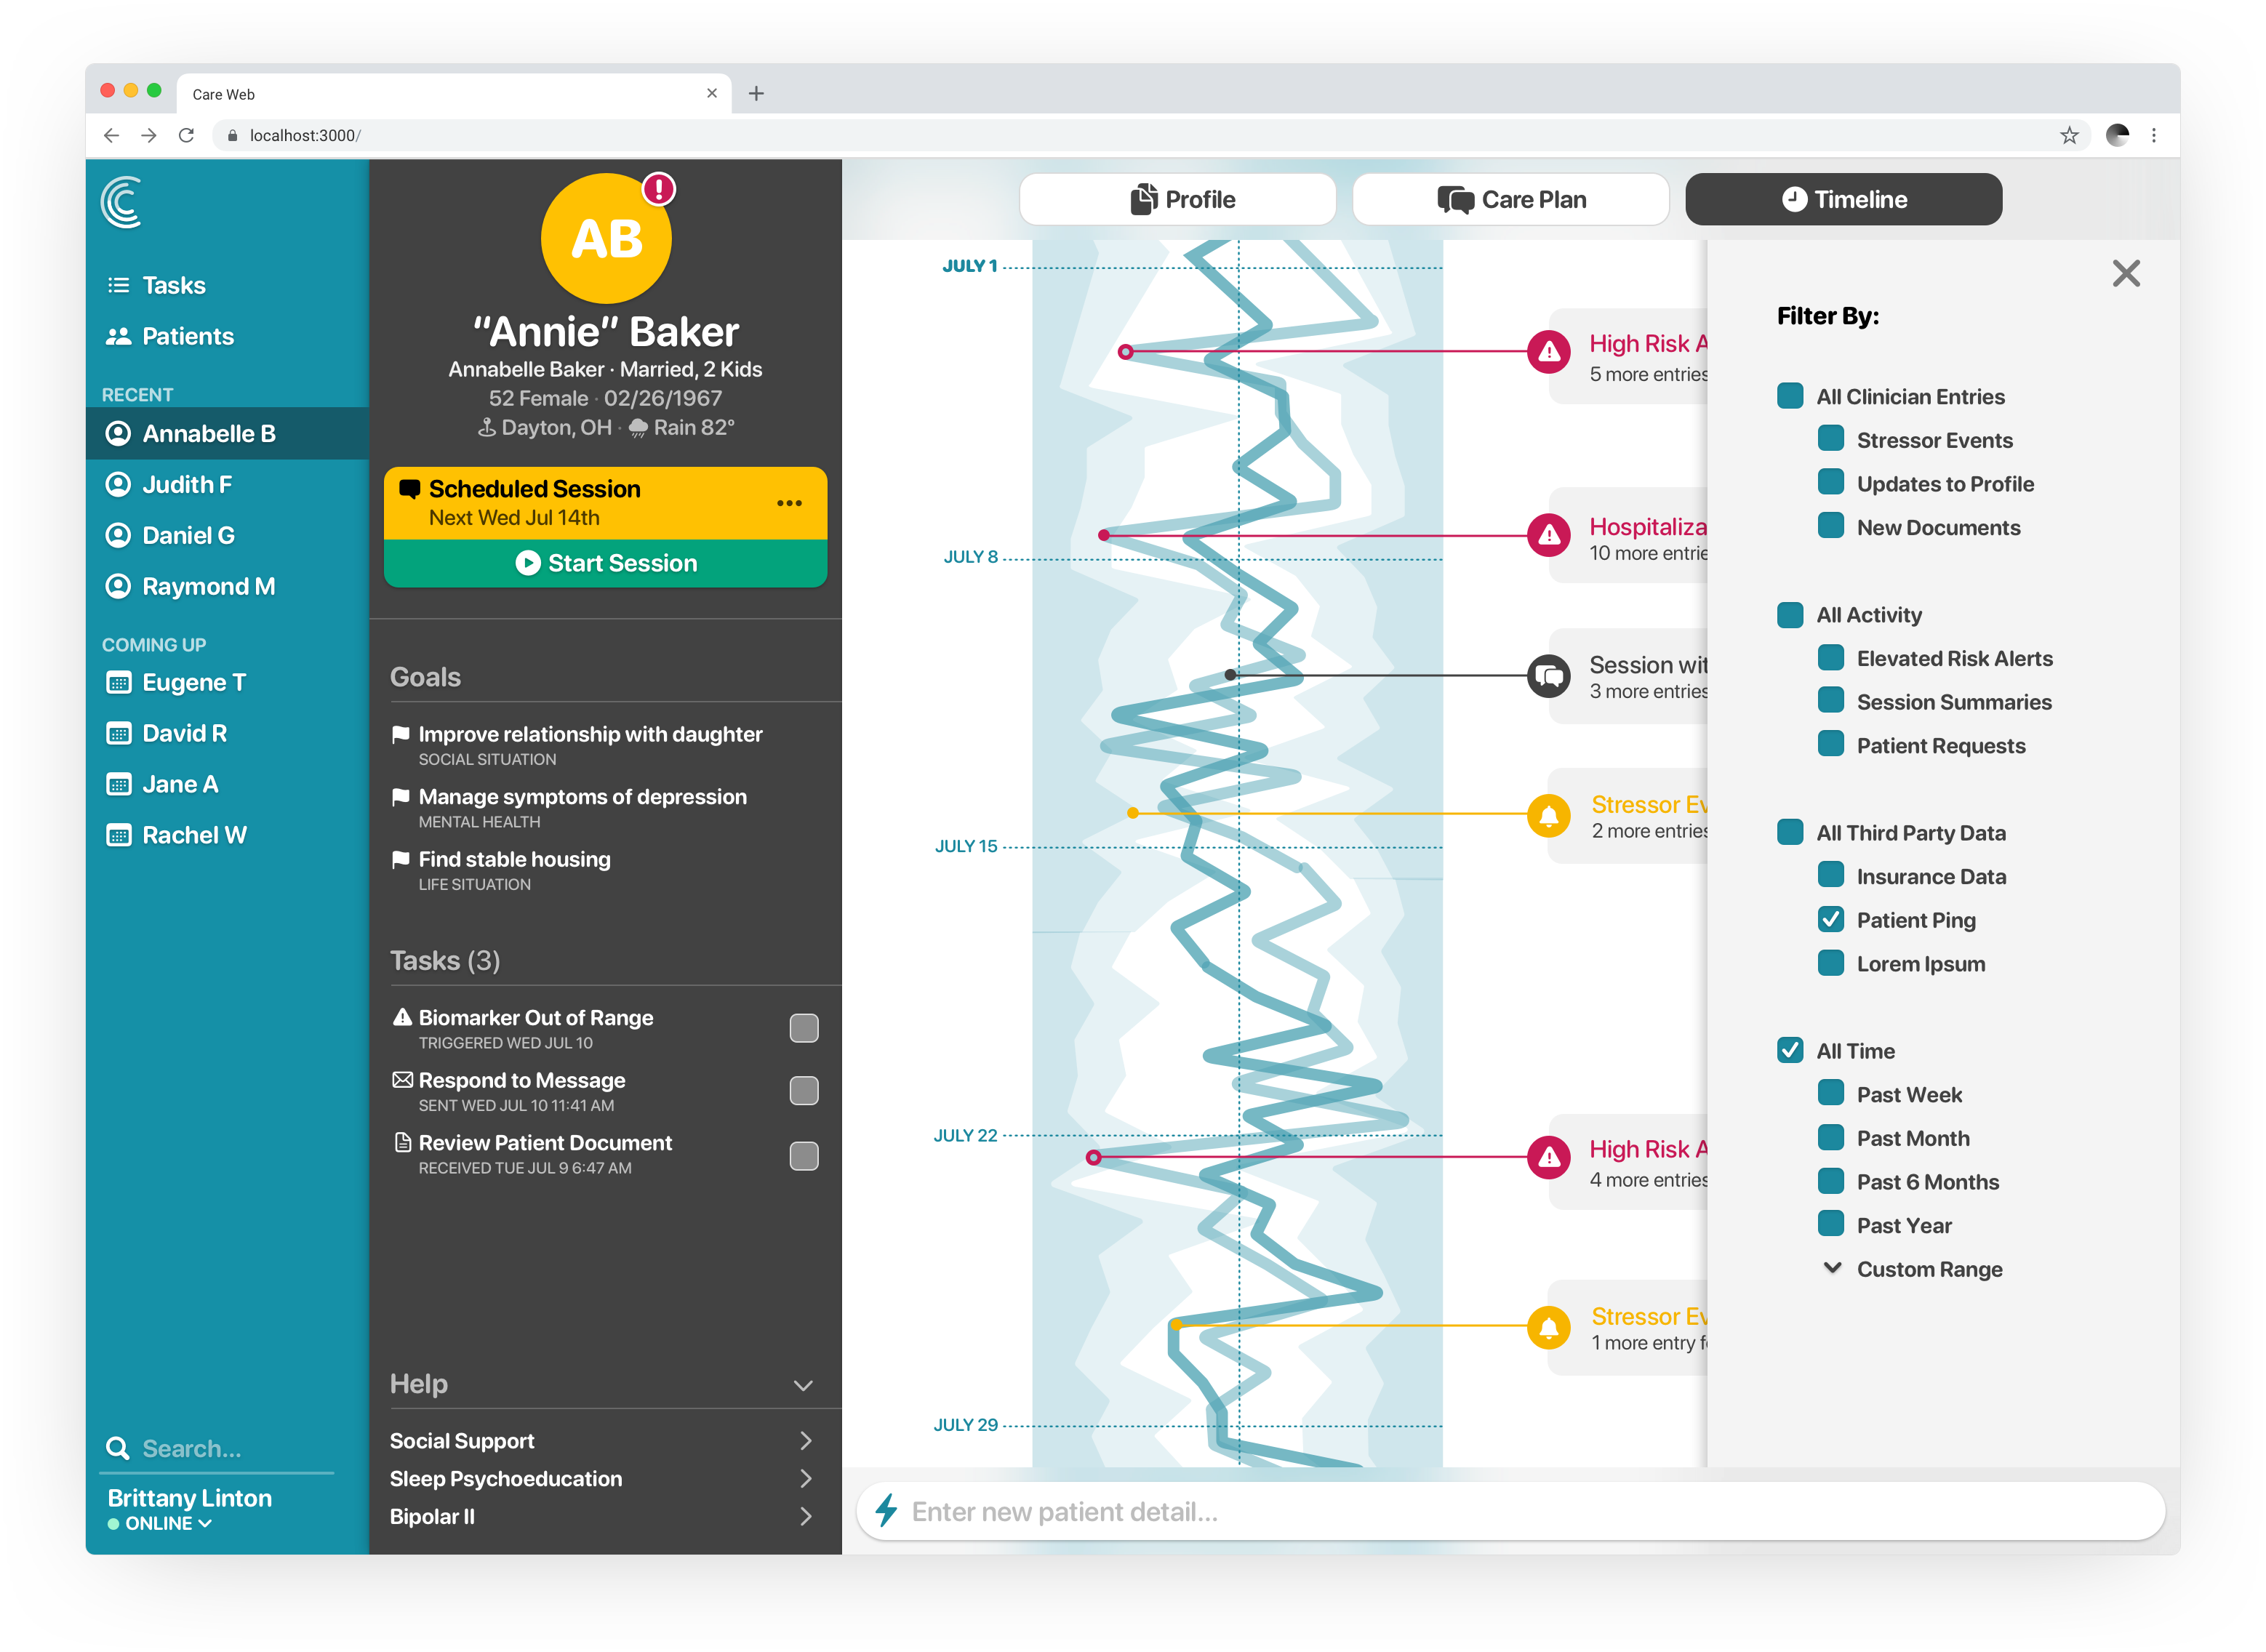 Care Web
localhost:3000/
Tasks
Patients
RECENT
Annabelle B
Judith F
Daniel G
Raymond M
COMING UP
Eugene T
David R
Jane A
Rachel W
Search...
Brittany Linton
ONLINE
AB
"Annie" Baker
Annabelle Baker · Married, 2 Kids
52 Female · 02/26/1967
Dayton, OH · Rain 82°
Scheduled Session
Next Wed Jul 14th
Start Session
Goals
Improve relationship with daughter
SOCIAL SITUATION
Manage symptoms of depression
MENTAL HEALTH
Find stable housing
LIFE SITUATION
Tasks (3)
Biomarker Out of Range
TRIGGERED WED JUL 10
Respond to Message
SENT WED JUL 10 11:41 AM
Review Patient Document
RECEIVED TUE JUL 9 6:47 AM
Help
Social Support
Sleep Psychoeducation
Bipolar II
Profile
Care Plan
Timeline
JULY 1
JULY 8
JULY 15
JULY 22
JULY 29
High Risk A
5 more entries
Hospitaliza
10 more entrie
Session wit
3 more entries
Stressor Ev
2 more entries
High Risk A
4 more entries
Stressor Ev
1 more entry f
Filter By:
All Clinician Entries
Stressor Events
Updates to Profile
New Documents
All Activity
Elevated Risk Alerts
Session Summaries
Patient Requests
All Third Party Data
Insurance Data
Patient Ping
Lorem Ipsum
All Time
Past Week
Past Month
Past 6 Months
Past Year
Custom Range
Enter new patient detail...